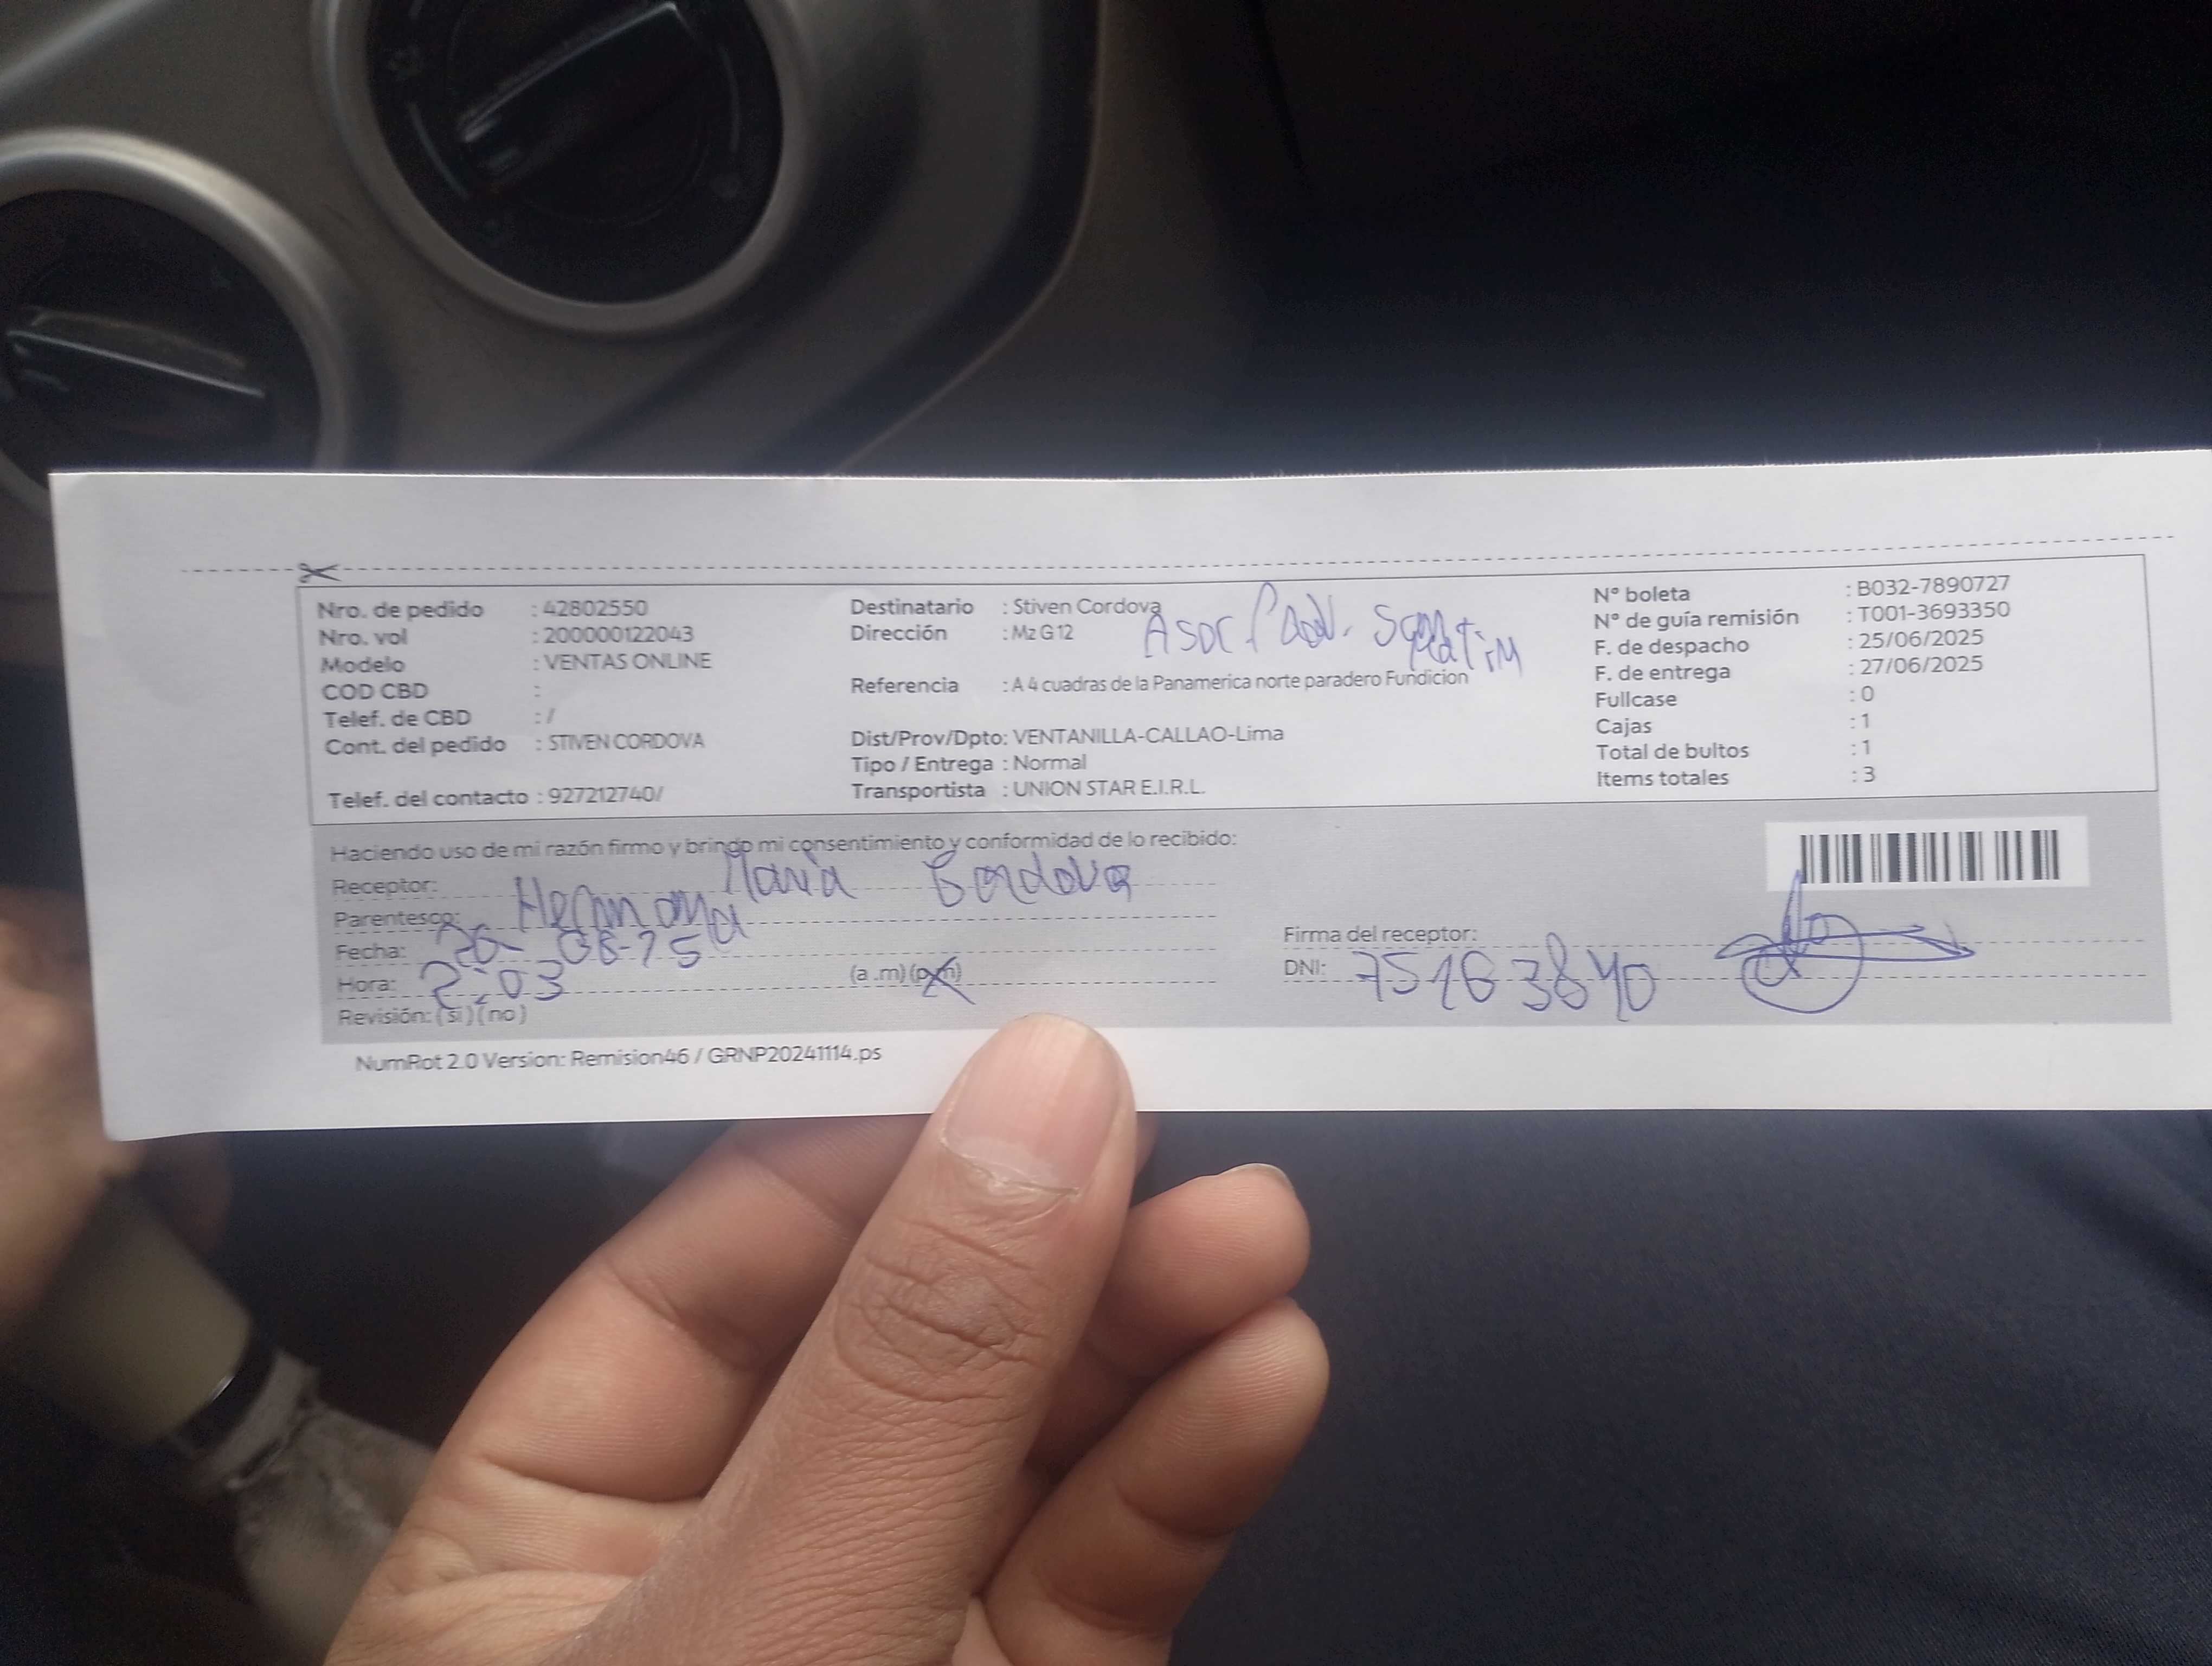 Nro. de pedido : 42802550
Nro. vol : 200000122043
Modelo : VENTAS ONLINE
COD CBD :
Telef. de CBD : /
Cont. del pedido : STIVEN CORDOVA
Telef. del contacto : 927212740/
Destinatario : Stiven Cordova
Dirección : Mz G 12 Asoc. San Matin
Referencia : A 4 cuadras de la Panamerica norte paradero Fundicion
Dist/Prov/Dpto: VENTANILLA-CALLAO-Lima
Tipo / Entrega : Normal
Transportista : UNION STAR E.I.R.L.
N° boleta : B032-7890727
N° de guía remisión : T001-3693350
F. de despacho : 25/06/2025
F. de entrega : 27/06/2025
Fullcase : 0
Cajas : 1
Total de bultos : 1
Items totales : 3
Haciendo uso de mi razón firmo y brindo mi consentimiento y conformidad de lo recibido:
Receptor: Maria Cordova
Parentesco: Hermana
Fecha:
Hora: 2:03 (a .m) (p.m)
Revisión: (si) (no)
Firma del receptor:
DNI: 75163840
NumRot 2.0 Version: Remision46 / GRNP20241114.ps